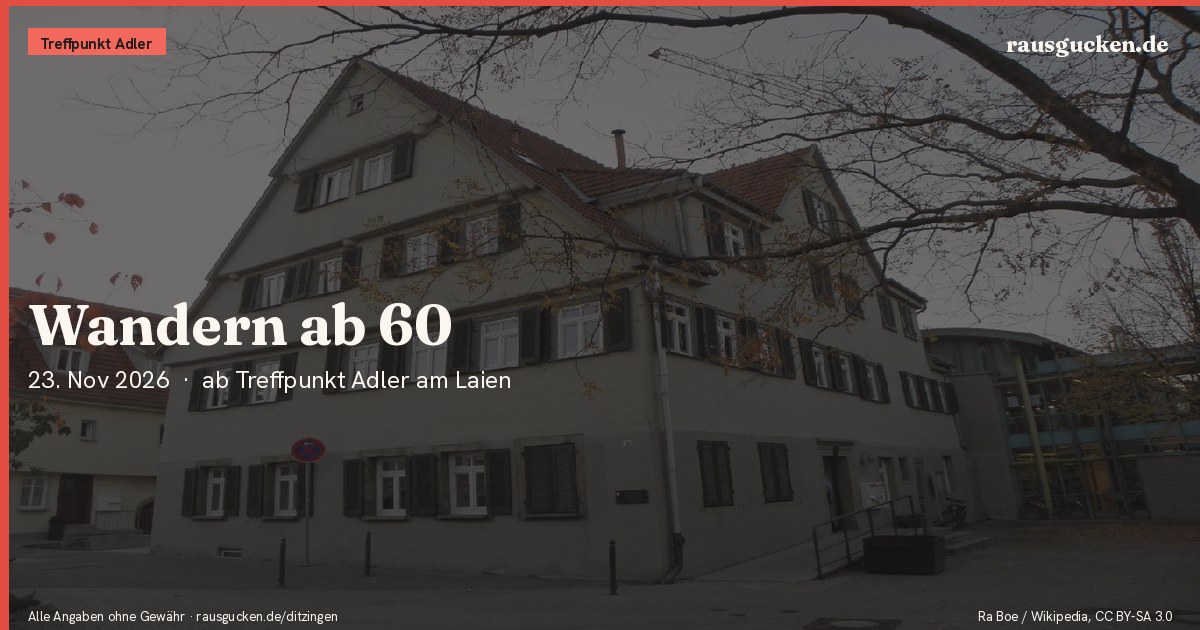 Treffpunkt Adler
rausgucken.de
Wandern ab 60
23. Nov 2026 · ab Treffpunkt Adler am Laien
Alle Angaben ohne Gewähr · rausgucken.de/ditzingen
Ra Boe / Wikipedia, CC BY-SA 3.0